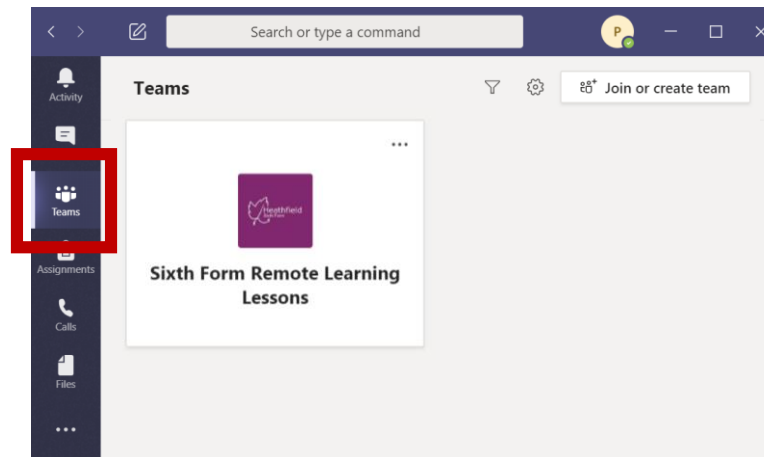 Search or type a command
P
Activity
Teams
Join or create team
Teams
Heathfield
Sixth Form Remote Learning
Lessons
Assignments
Calls
Files